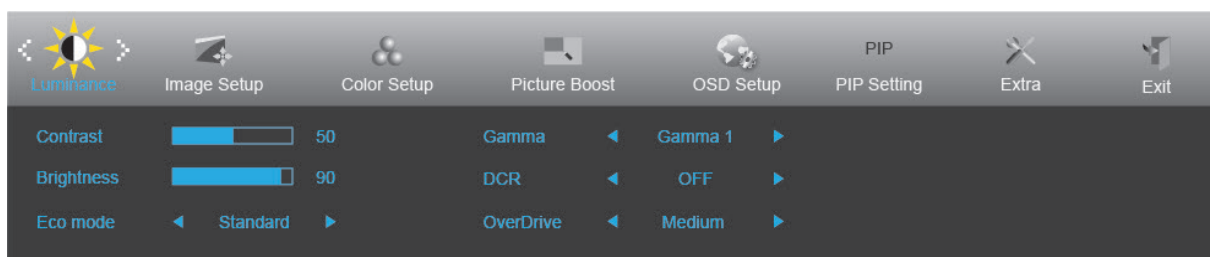 PIP
Luminance Image Setup Color Setup Picture Boost OSD Setup PIP Setting Extra Exit
Contrast 50 Gamma Gamma 1
Brightness 90 DCR OFF
Eco mode Standard OverDrive Medium